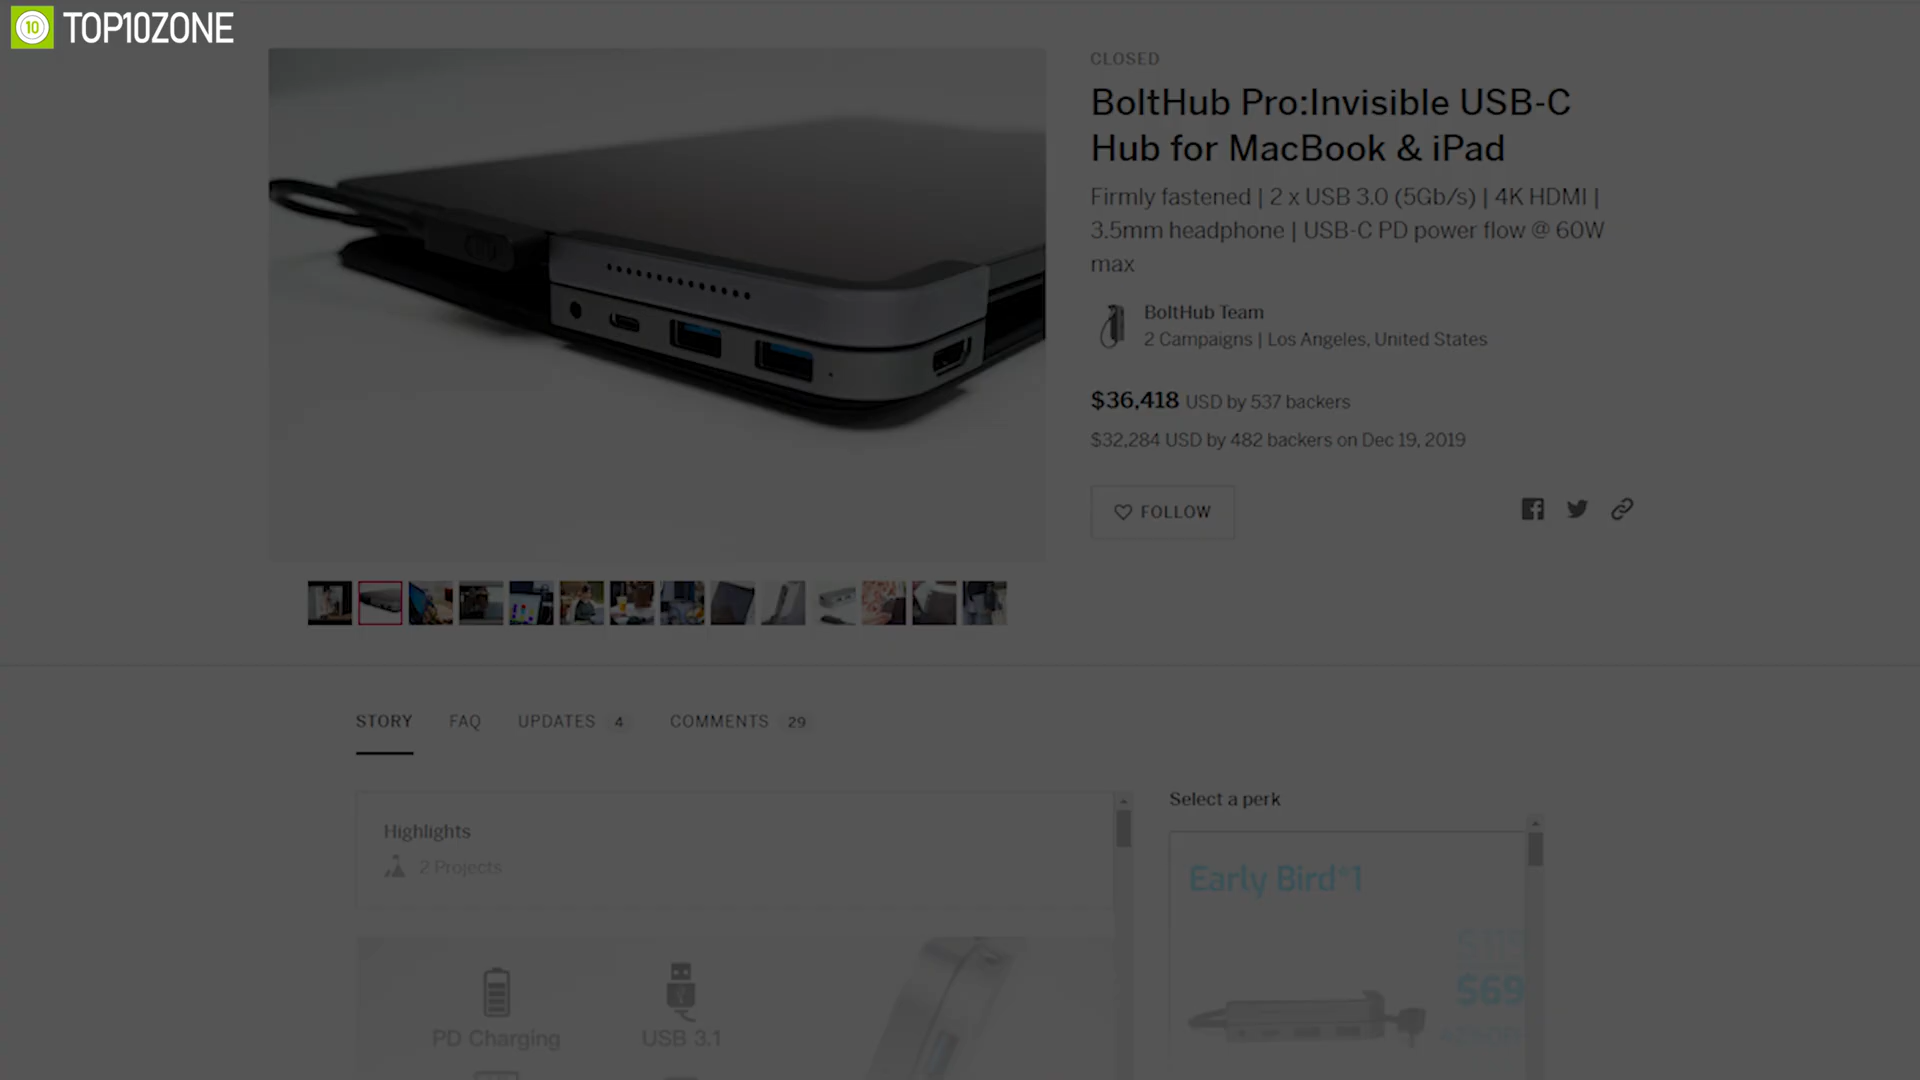 10 TOP10ZONE
CLOSED
BoltHub Pro:Invisible USB-C
Hub for MacBook & iPad
Firmly fastened | 2 x USB 3.0 (5Gb/s) | 4K HDMI |
3.5mm headphone | USB-C PD power flow @ 60W
max
BoltHub Team
2 Campaigns | Los Angeles, United States
$36,418 USD by 537 backers
$32,284 USD by 482 backers on Dec 19, 2019
FOLLOW
STORY FAQ UPDATES 4 COMMENTS 29
Highlights
2 Projects
Select a perk
Early Bird#1
$115
$69
PD Charging USB 3.1